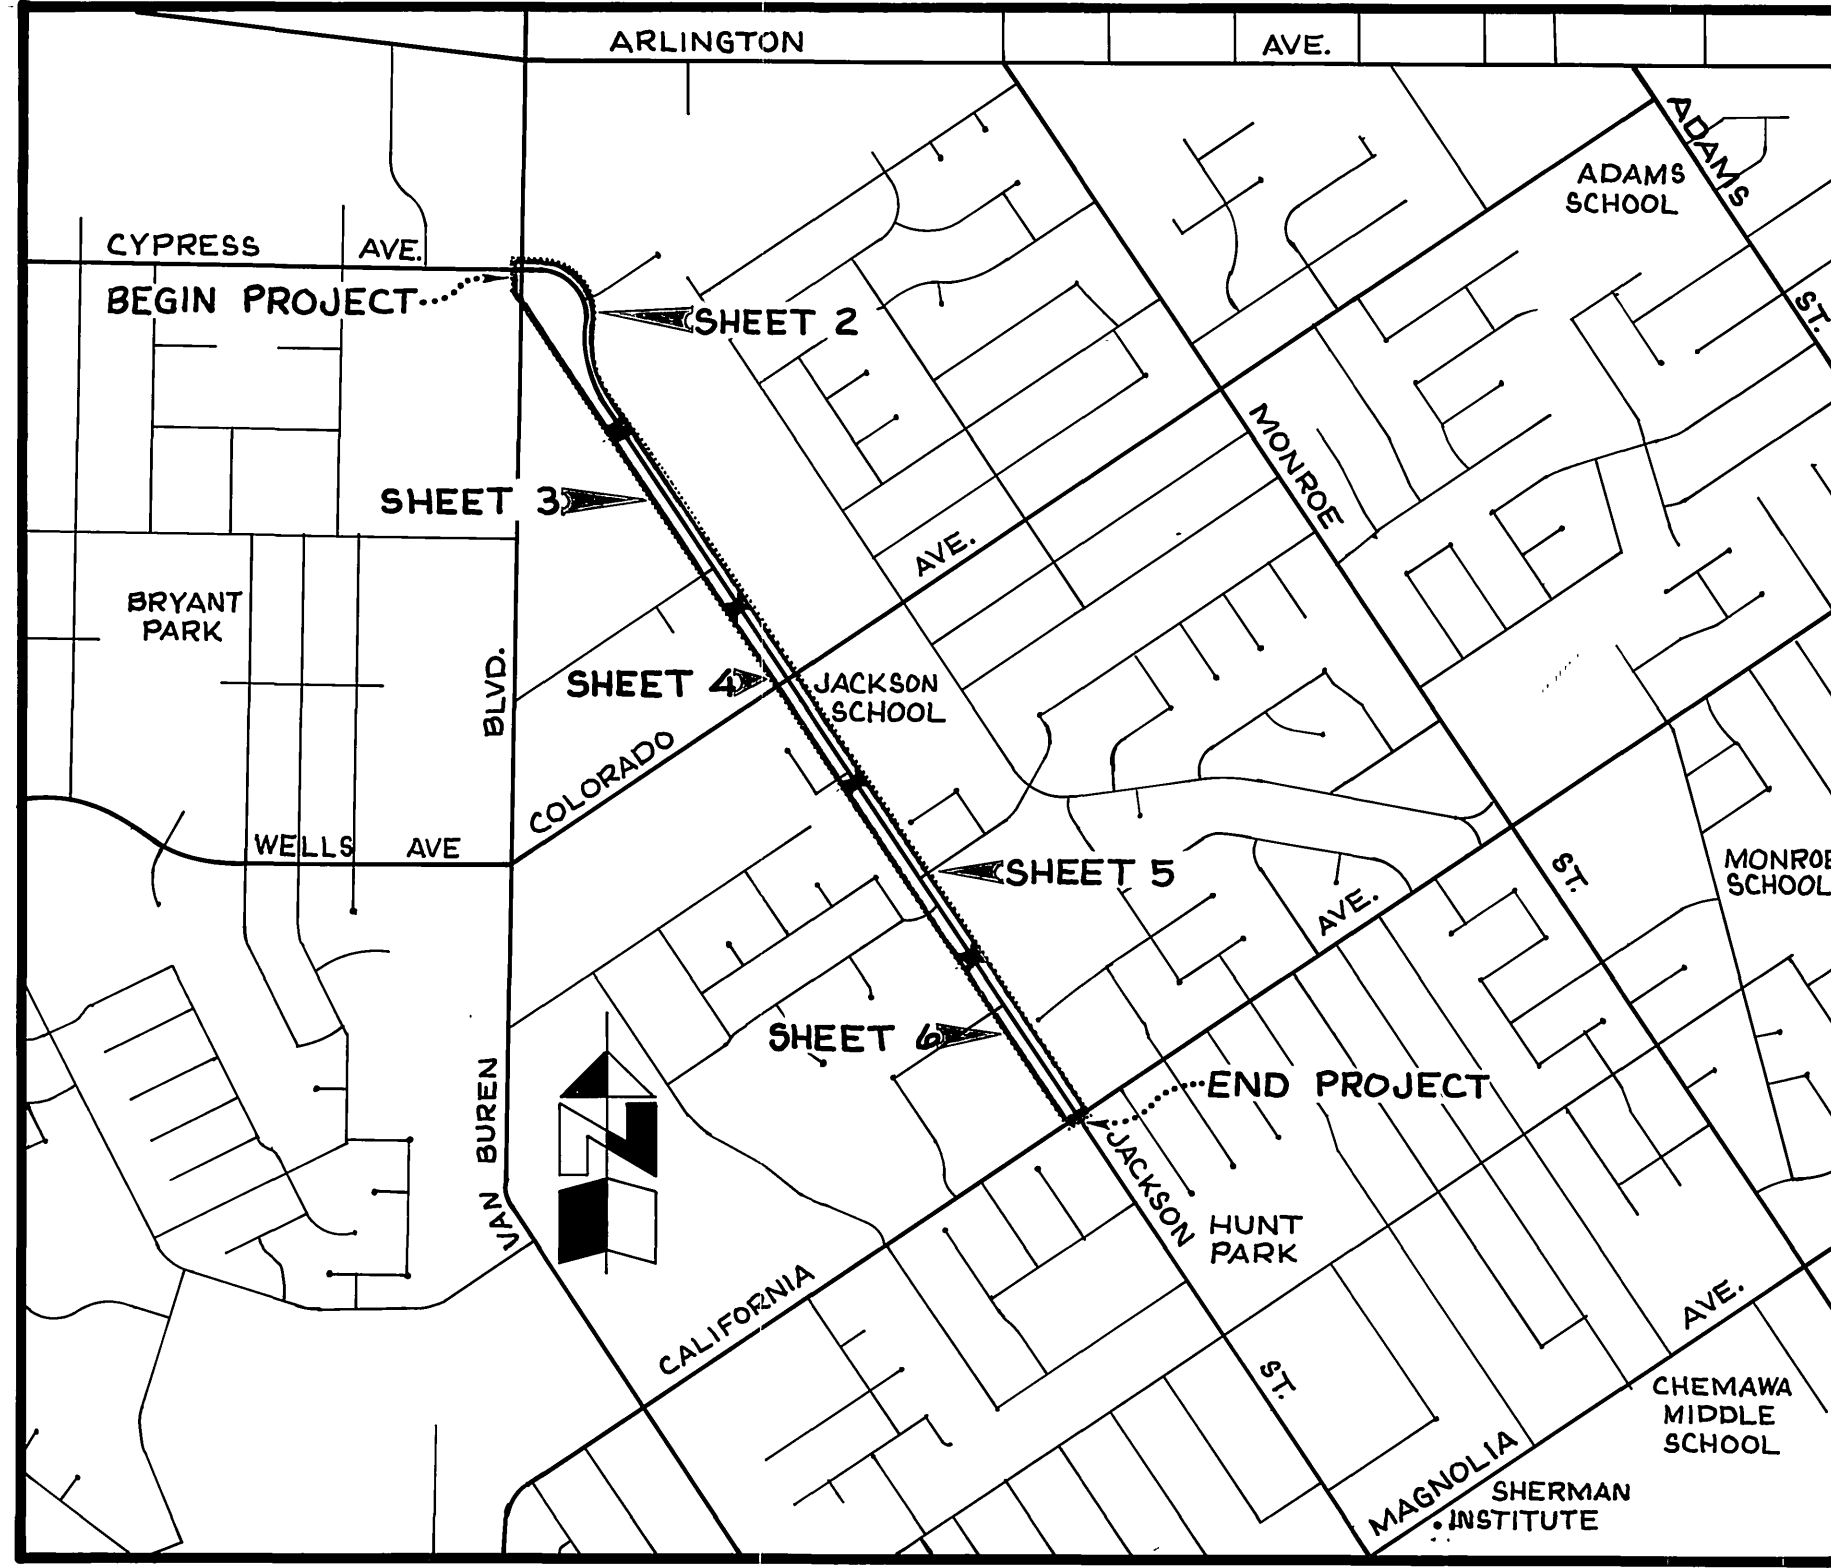 ARLINGTON AVE.
ADAMS ST.
ADAMS
SCHOOL
CYPRESS AVE.
BEGIN PROJECT
SHEET 2
MONROE ST.
SHEET 3
AVE.
BRYANT
PARK
BLVD.
SHEET 4
JACKSON
SCHOOL
COLORADO
WELLS AVE
SHEET 5
MONROE
SCHOOL
AVE.
SHEET 6
N
END PROJECT
VAN BUREN
JACKSON ST.
HUNT
PARK
CALIFORNIA
AVE.
CHEMAWA
MIDDLE
SCHOOL
MAGNOLIA
SHERMAN
INSTITUTE